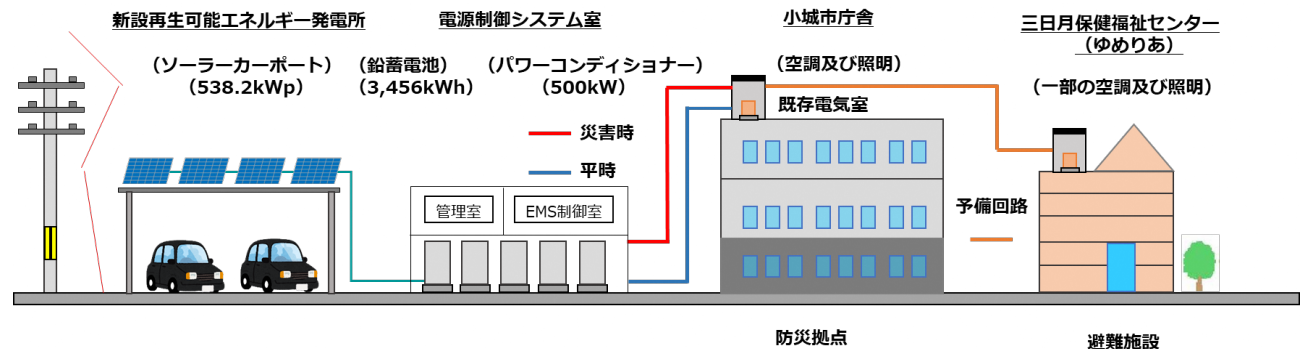 新設再生可能エネルギー発電所
電源制御システム室
小城市庁舎
三日月保健福祉センター
（ゆめりあ）
（ソーラーカーポート）
（538.2kWp）
（鉛蓄電池）
（3,456kWh）
（パワーコンディショナー）
（500kW）
（空調及び照明）
（一部の空調及び照明）
既存電気室
災害時
平時
管理室
EMS制御室
予備回路
防災拠点
避難施設